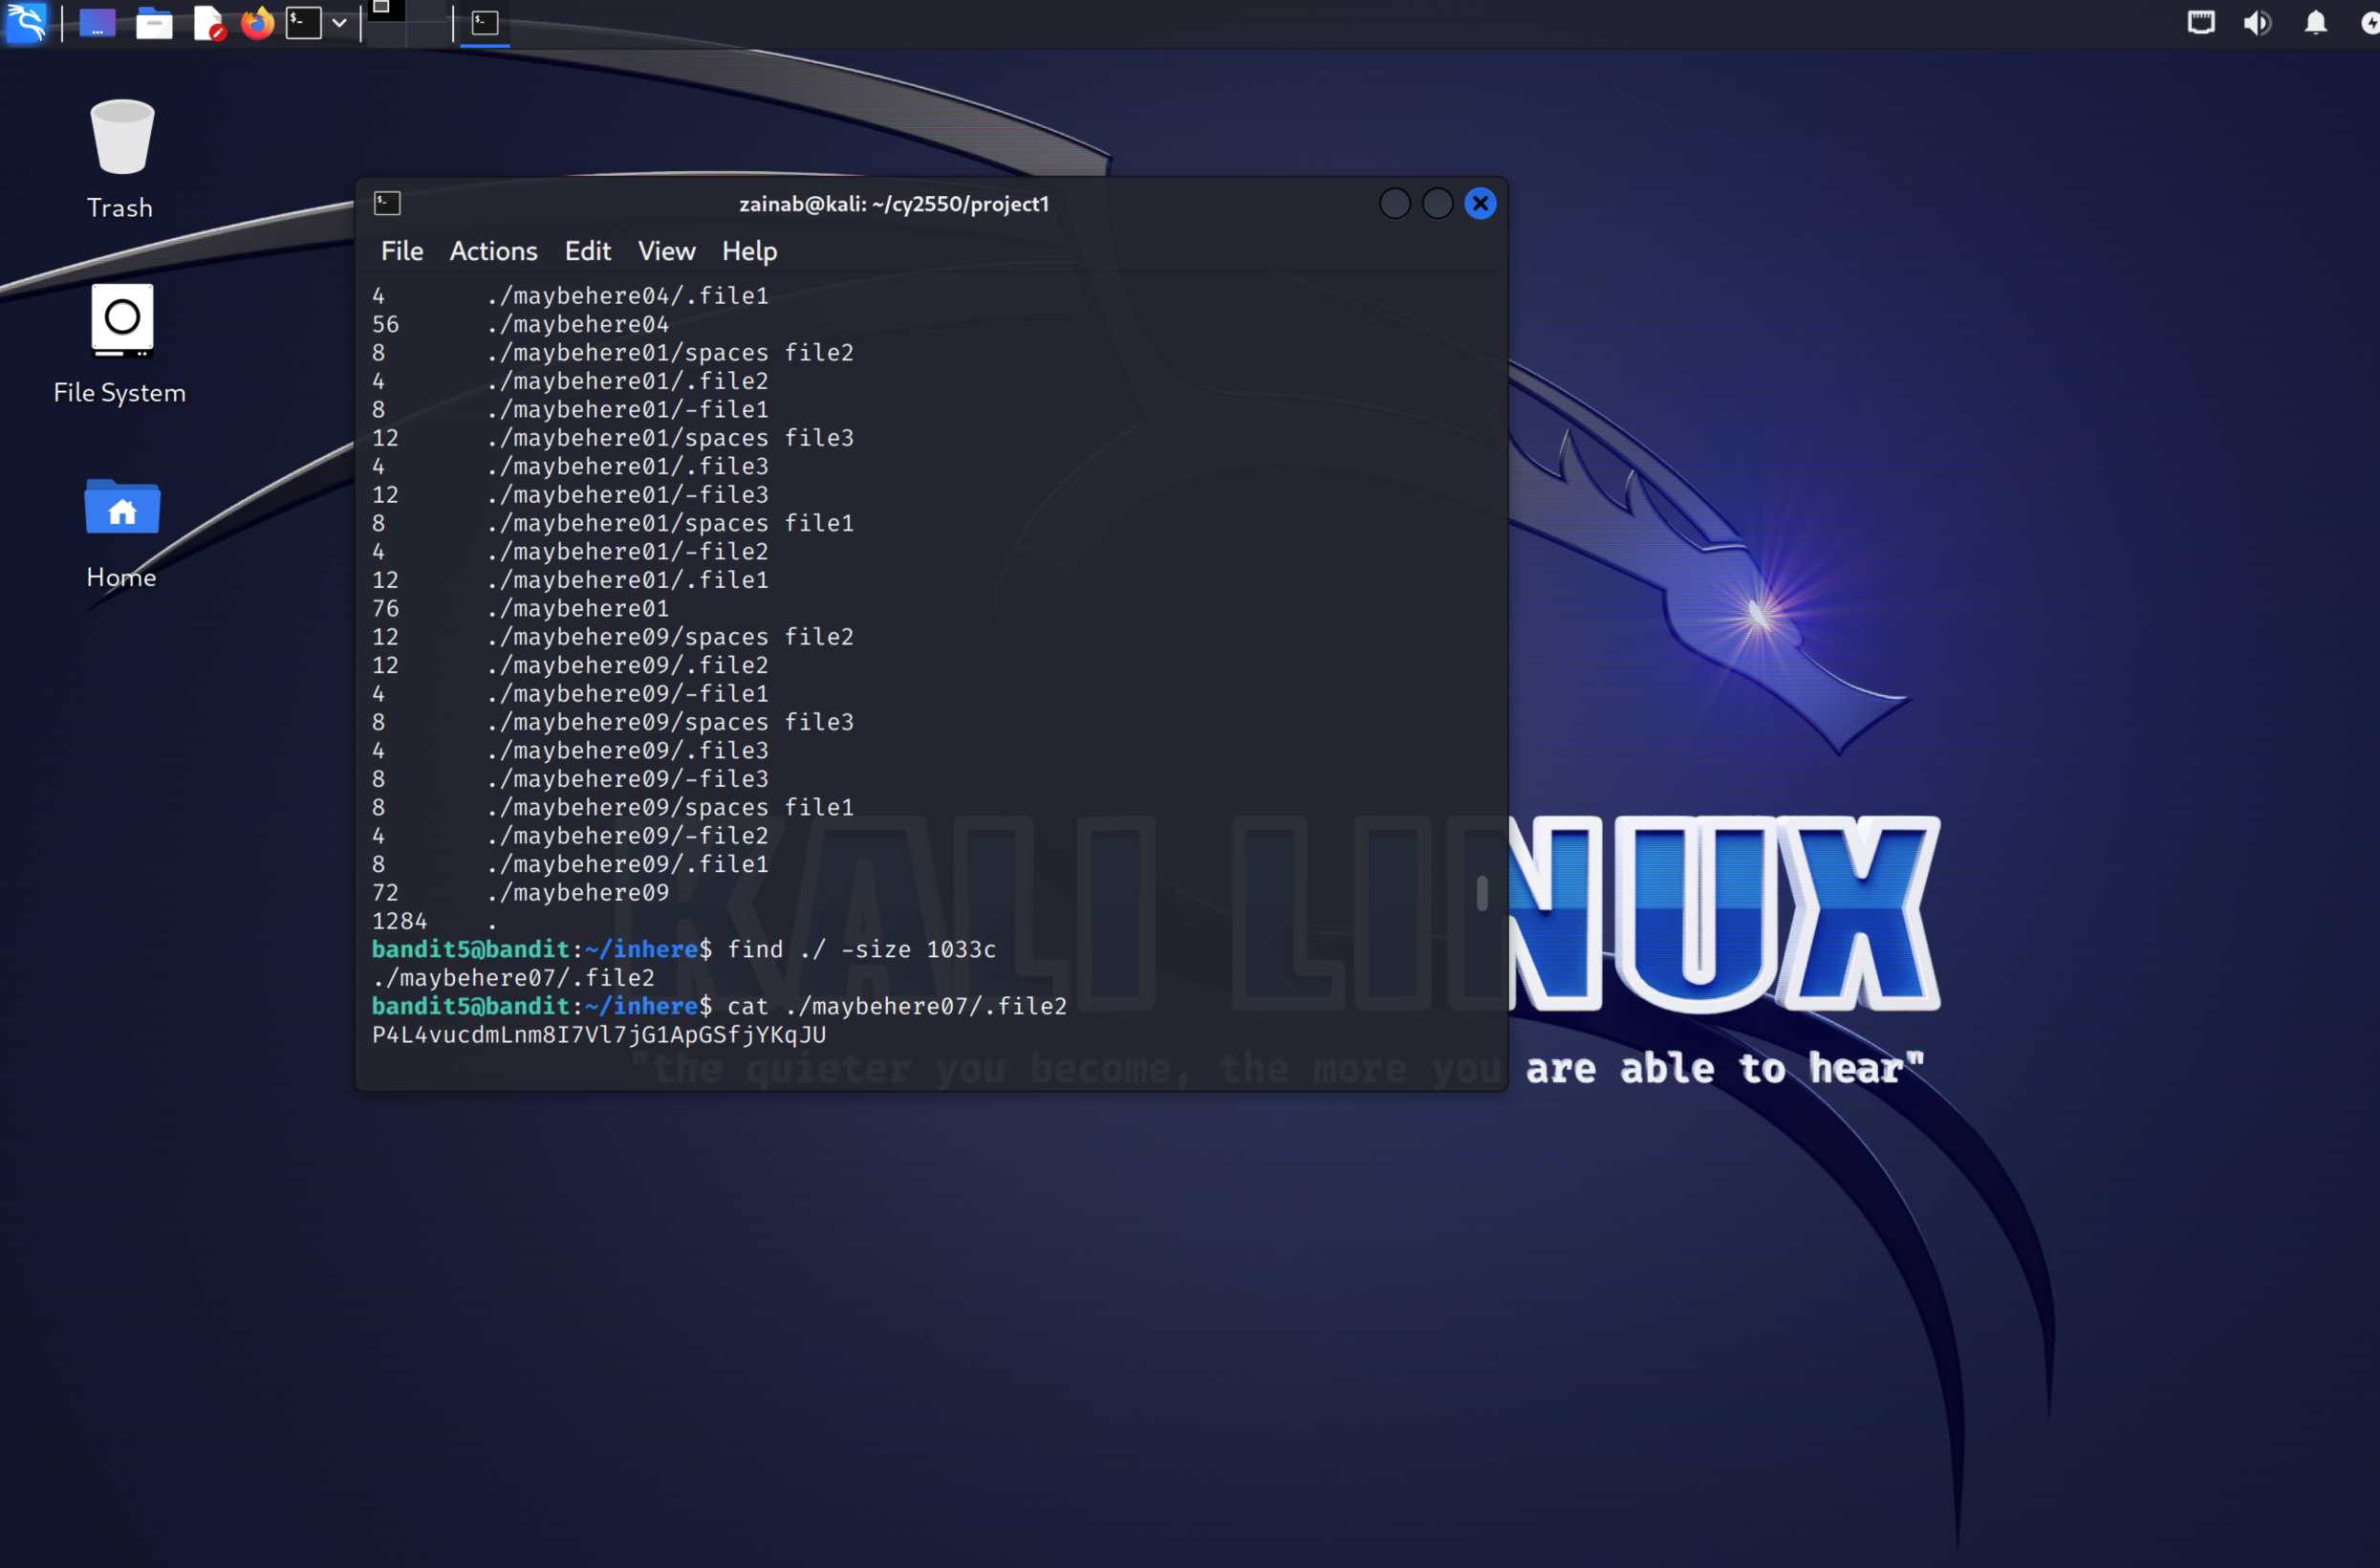 Trash
File System
Home
zainab@kali: ~/cy2550/project1
File Actions Edit View Help
4 ./maybehere04/.file1
56 ./maybehere04
8 ./maybehere01/spaces file2
4 ./maybehere01/.file2
8 ./maybehere01/-file1
12 ./maybehere01/spaces file3
4 ./maybehere01/.file3
12 ./maybehere01/-file3
8 ./maybehere01/spaces file1
4 ./maybehere01/-file2
12 ./maybehere01/.file1
76 ./maybehere01
12 ./maybehere09/spaces file2
12 ./maybehere09/.file2
4 ./maybehere09/-file1
8 ./maybehere09/spaces file3
4 ./maybehere09/.file3
8 ./maybehere09/-file3
8 ./maybehere09/spaces file1
4 ./maybehere09/-file2
8 ./maybehere09/.file1
72 ./maybehere09
1284 .
bandit5@bandit:~/inhere$ find ./ -size 1033c
./maybehere07/.file2
bandit5@bandit:~/inhere$ cat ./maybehere07/.file2
P4L4vucdmLnm8I7Vl7jG1ApGSfjYKqJU
KALI LINUX
"the quieter you become, the more you are able to hear"